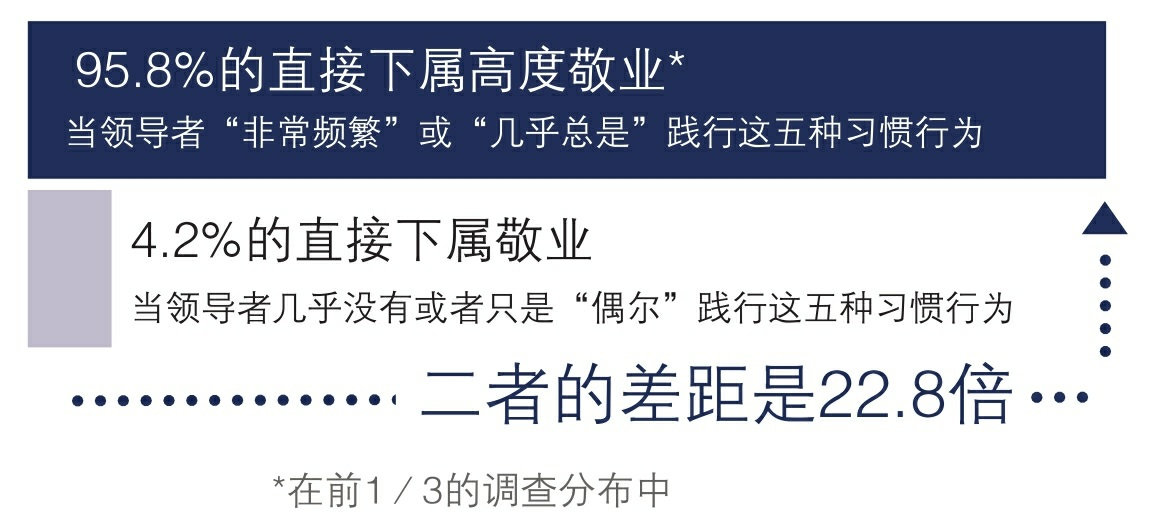 95.8%的直接下属高度敬业*
当领导者“非常频繁”或“几乎总是”践行这五种习惯行为
4.2%的直接下属敬业
当领导者几乎没有或者只是“偶尔”践行这五种习惯行为
二者的差距是22.8倍
*在前1/3的调查分布中